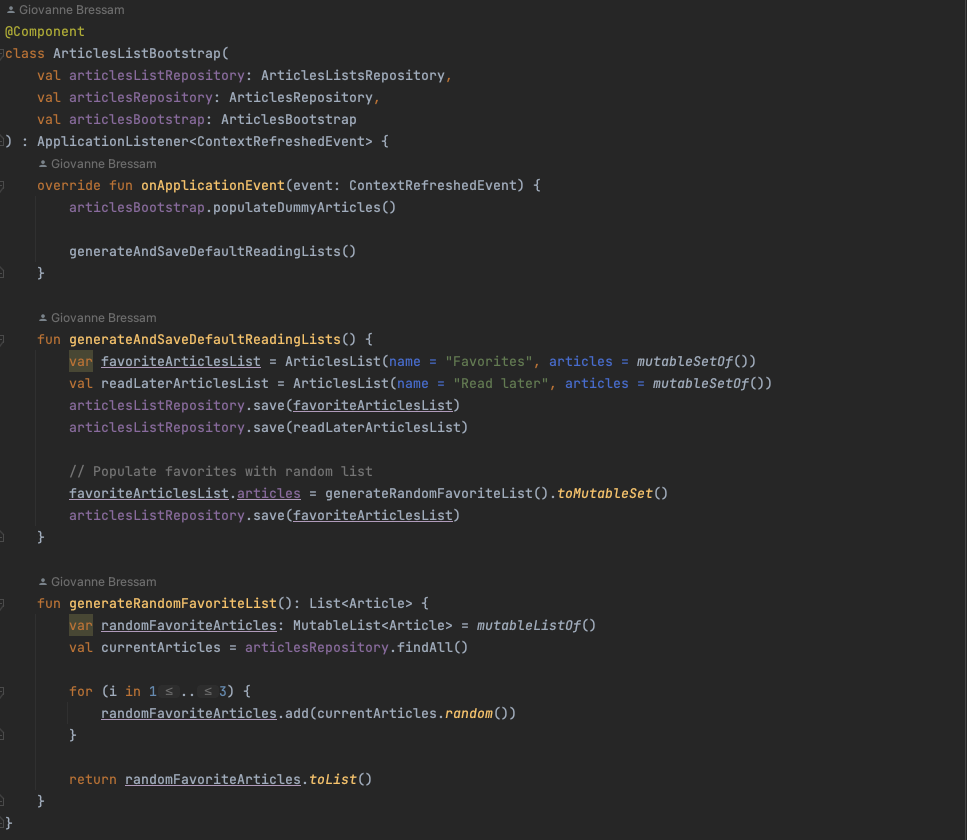 Giovanne Bressam
@Component
class ArticlesListBootstrap(
    val articlesListRepository: ArticlesListsRepository,
    val articlesRepository: ArticlesRepository,
    val articlesBootstrap: ArticlesBootstrap
) : ApplicationListener<ContextRefreshedEvent> {
    Giovanne Bressam
    override fun onApplicationEvent(event: ContextRefreshedEvent) {
        articlesBootstrap.populateDummyArticles()

        generateAndSaveDefaultReadingLists()
    }

    Giovanne Bressam
    fun generateAndSaveDefaultReadingLists() {
        var favoriteArticlesList = ArticlesList(name = "Favorites", articles = mutableSetOf())
        val readLaterArticlesList = ArticlesList(name = "Read later", articles = mutableSetOf())
        articlesListRepository.save(favoriteArticlesList)
        articlesListRepository.save(readLaterArticlesList)

        // Populate favorites with random list
        favoriteArticlesList.articles = generateRandomFavoriteList().toMutableSet()
        articlesListRepository.save(favoriteArticlesList)
    }

    Giovanne Bressam
    fun generateRandomFavoriteList(): List<Article> {
        var randomFavoriteArticles: MutableList<Article> = mutableListOf()
        val currentArticles = articlesRepository.findAll()

        for (i in 1 ≤ .. ≤ 3) {
            randomFavoriteArticles.add(currentArticles.random())
        }

        return randomFavoriteArticles.toList()
    }
}